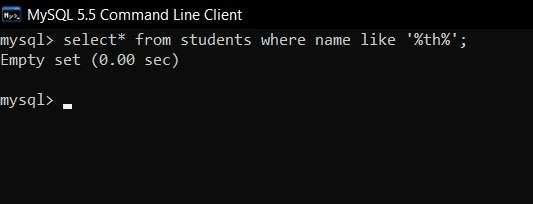 MySQL 5.5 Command Line Client
mysql> select* from students where name like '%th%';
Empty set (0.00 sec)
mysql>